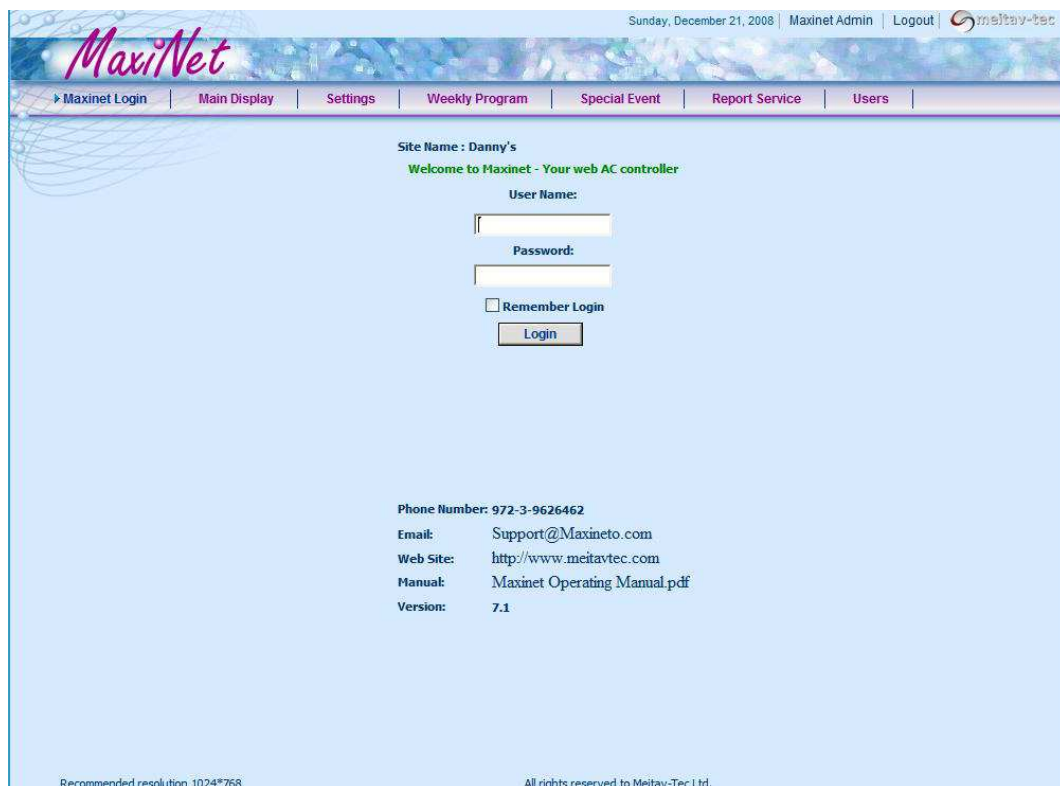 Sunday, December 21, 2008 | Maxinet Admin | Logout | meitav-tec
MaxiNet
Maxinet Login | Main Display | Settings | Weekly Program | Special Event | Report Service | Users |
Site Name : Danny's
Welcome to Maxinet - Your web AC controller
User Name:
Password:
Remember Login
Login
Phone Number: 972-3-9626462
Email: Support@Maxineto.com
Web Site: http://www.meitavtec.com
Manual: Maxinet Operating Manual.pdf
Version: 7.1
Recommended resolution 1024*768 All rights reserved to Meitav-Tec Ltd.